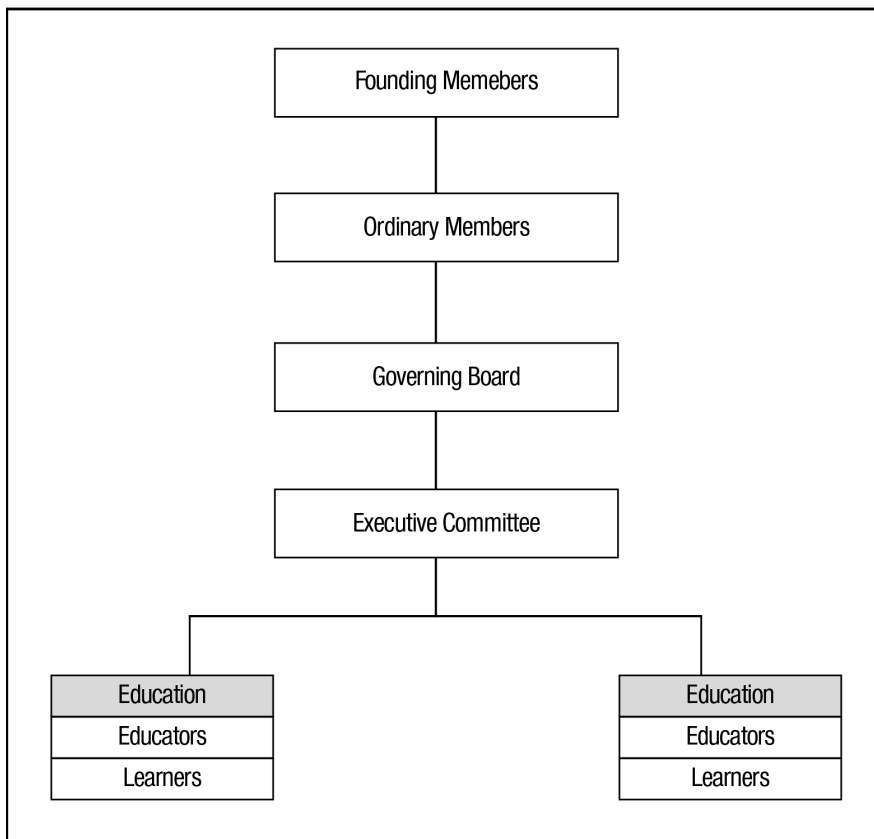 Founding Memebers
Ordinary Members
Governing Board
Executive Committee
Education
Educators
Learners
Education
Educators
Learners